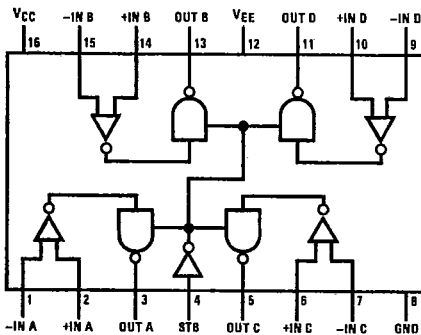 VCC –IN B +IN B OUT B VEE OUT D +IN D –IN D
16 15 14 13 12 11 10 9
1 2 3 4 5 6 7 8
–IN A +IN A OUT A STB OUT C +IN C –IN C GND